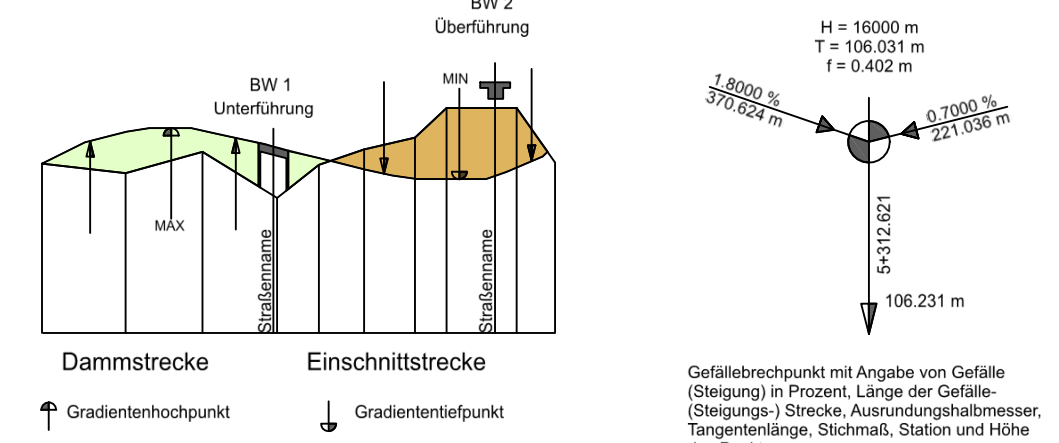 BW 2
Überführung
MIN
BW 1
Unterführung
MAX
Straßenname
Straßenname
Dammstrecke
Einschnittstrecke
Gradientenhochpunkt
Gradiententiefpunkt
H = 16000 m
T = 106.031 m
f = 0.402 m
1.8000 %
370.624 m
0.7000 %
221.036 m
5+312.621
106.231 m
Gefällebrechpunkt mit Angabe von Gefälle
(Steigung) in Prozent, Länge der Gefälle-
(Steigungs-) Strecke, Ausrundungshalbmesser,
Tangentenlänge, Stichmaß, Station und Höhe